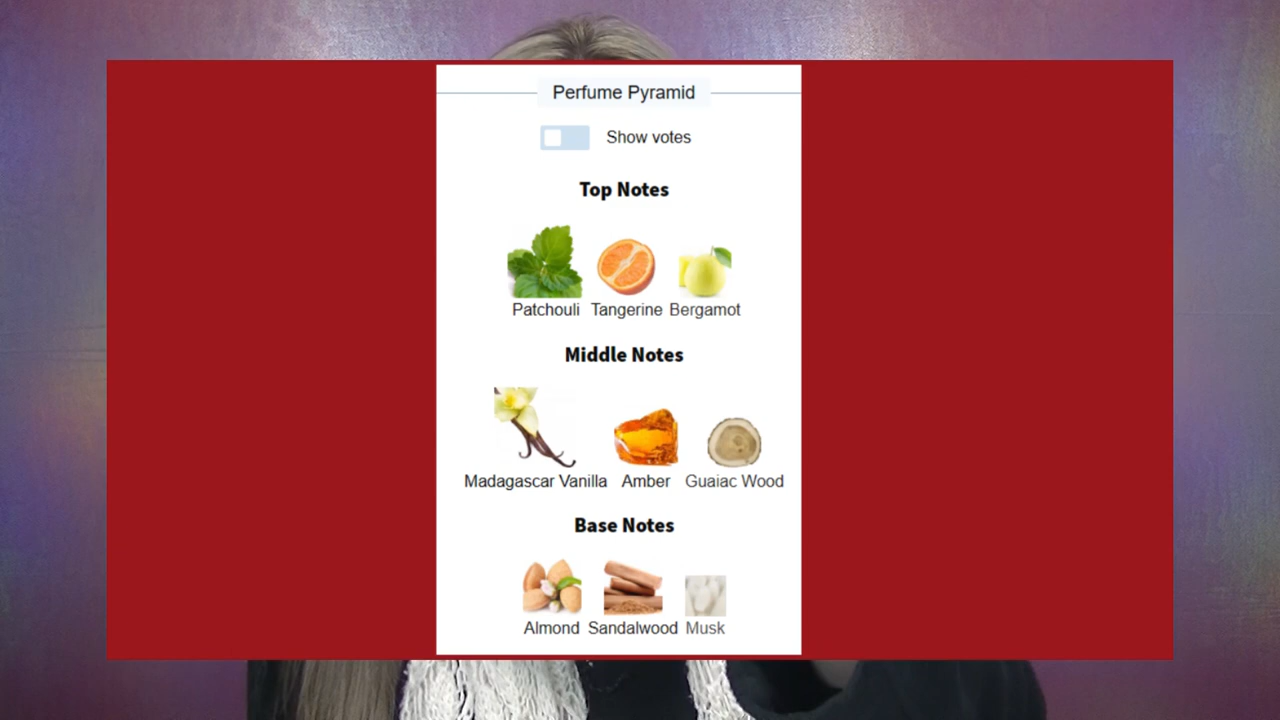 Perfume Pyramid
Show votes
Top Notes
Patchouli Tangerine Bergamot
Middle Notes
Madagascar Vanilla Amber Guaiac Wood
Base Notes
Almond Sandalwood Musk